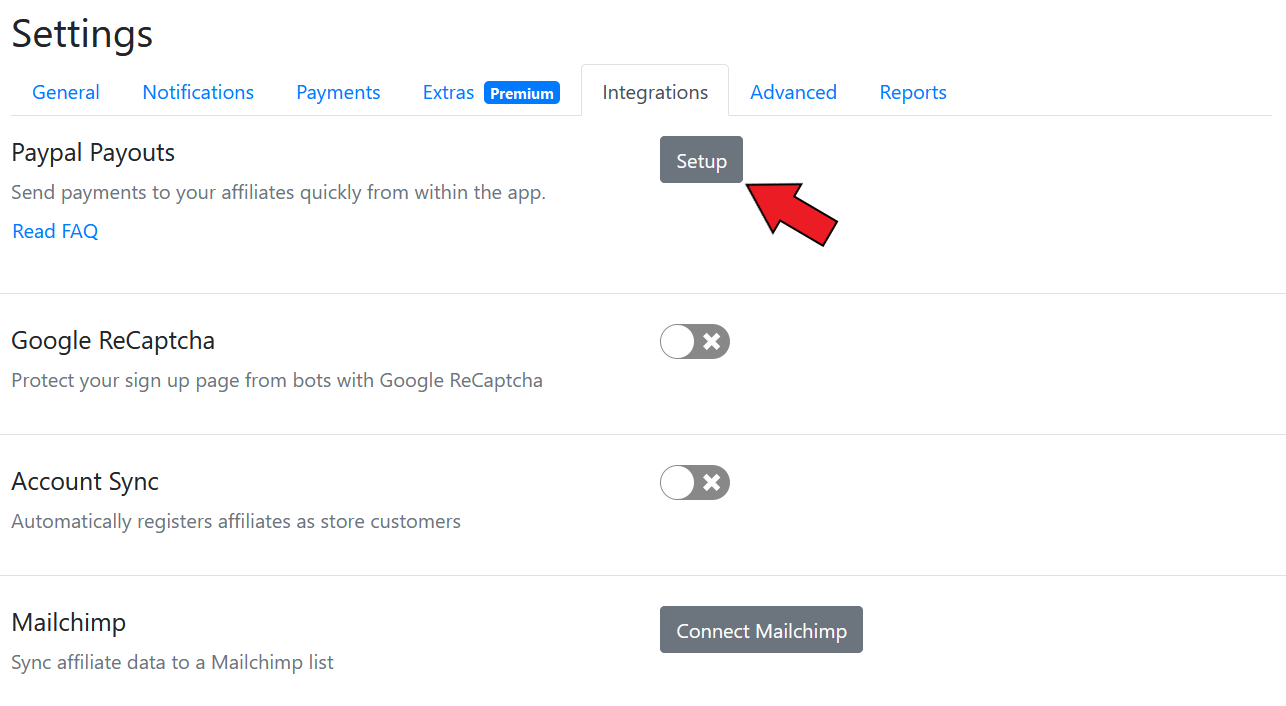 Settings
General Notifications Payments Extras Premium Integrations Advanced Reports
Paypal Payouts
Setup
Send payments to your affiliates quickly from within the app.
Read FAQ
Google ReCaptcha
Protect your sign up page from bots with Google ReCaptcha
Account Sync
Automatically registers affiliates as store customers
Mailchimp
Connect Mailchimp
Sync affiliate data to a Mailchimp list